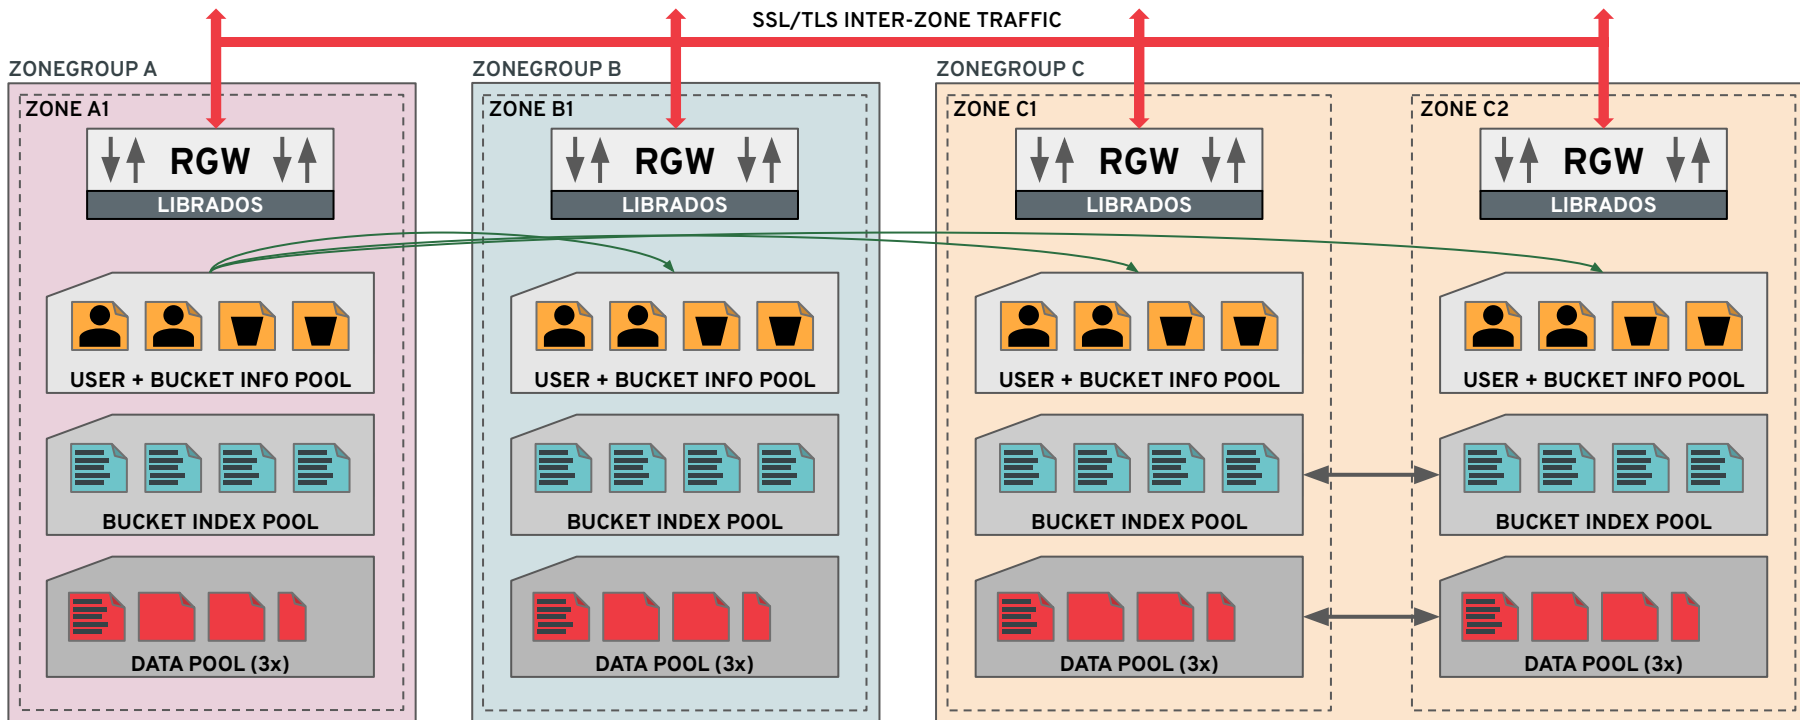 SSL/TLS INTER-ZONE TRAFFIC
ZONEGROUP A
ZONEGROUP B
ZONEGROUP C
ZONE A1
ZONE B1
ZONE C1
ZONE C2
RGW
RGW
RGW
RGW
LIBRADOS
LIBRADOS
LIBRADOS
LIBRADOS
USER + BUCKET INFO POOL
USER + BUCKET INFO POOL
USER + BUCKET INFO POOL
USER + BUCKET INFO POOL
BUCKET INDEX POOL
BUCKET INDEX POOL
BUCKET INDEX POOL
BUCKET INDEX POOL
DATA POOL (3x)
DATA POOL (3x)
DATA POOL (3x)
DATA POOL (3x)